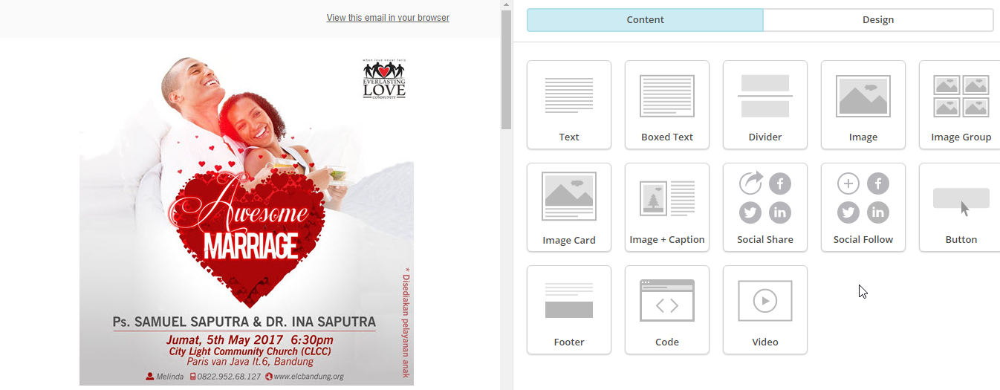 View this email in your browser
when love never fails
EVERLASTING
LOVE
COMMUNITY
Awesome
MARRIAGE
* Disediakan pelayanan anak
Ps. SAMUEL SAPUTRA & DR. INA SAPUTRA
Jumat, 5th May 2017 6:30pm
City Light Community Church (CLCC)
Paris van Java lt.6, Bandung
Melinda 0822.952.68.127 www.elcbandung.org
Content Design
Text Boxed Text Divider Image Image Group
Image Card Image + Caption Social Share Social Follow Button
Footer Code Video